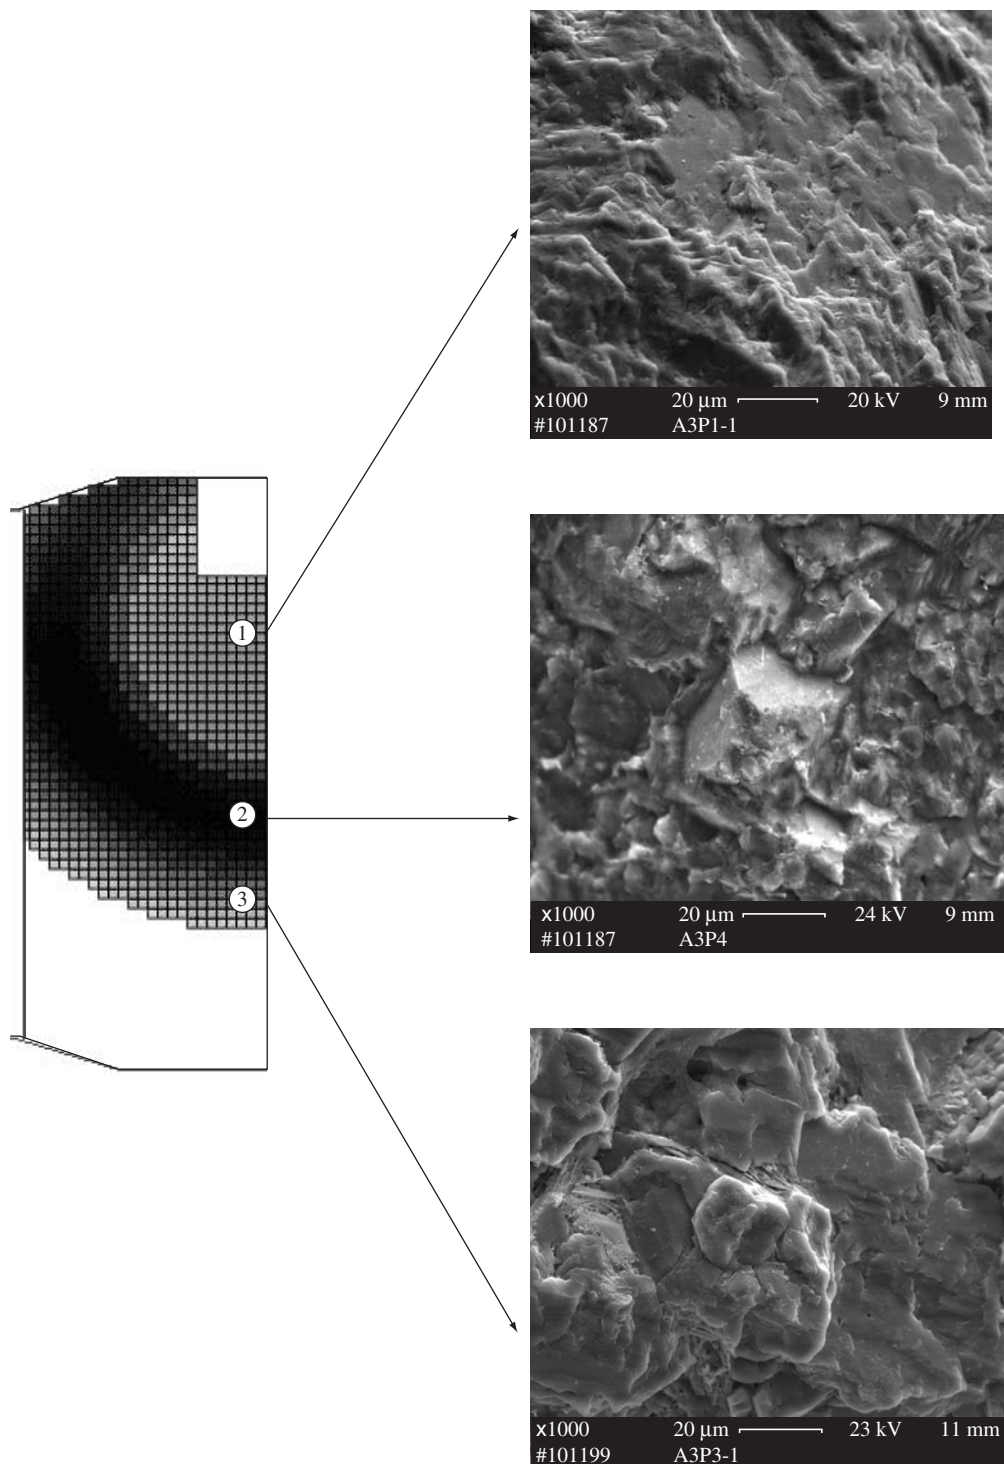 x1000 20 µm 20 kV 9 mm
#101187 A3P1-1
1
x1000 20 µm 24 kV 9 mm
#101187 A3P4
2
3
x1000 20 µm 23 kV 11 mm
#101199 A3P3-1